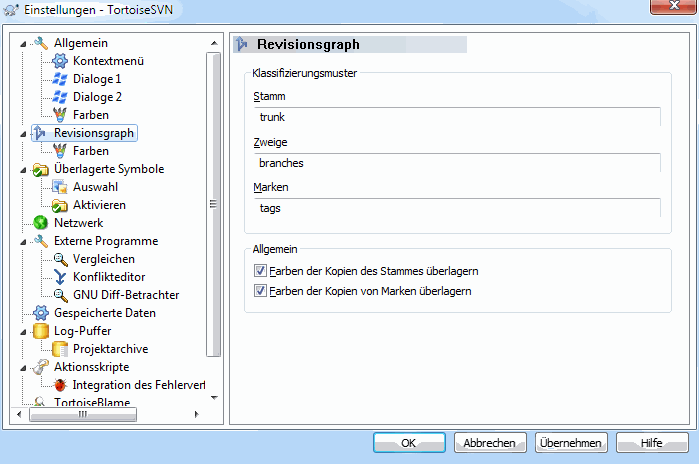 Einstellungen - TortoiseSVN
Allgemein
Kontextmenü
Dialoge 1
Dialoge 2
Farben
Revisionsgraph
Farben
Überlagerte Symbole
Auswahl
Aktivieren
Netzwerk
Externe Programme
Vergleichen
Konflikteditor
GNU Diff-Betrachter
Gespeicherte Daten
Log-Puffer
Projektarchive
Aktionsskripte
Integration des Fehlerverf
TortoiseBlame
Revisionsgraph
Klassifizierungsmuster
Stamm
trunk
Zweige
branches
Marken
tags
Allgemein
Farben der Kopien des Stammes überlagern
Farben der Kopien von Marken überlagern
OK
Abbrechen
Übernehmen
Hilfe